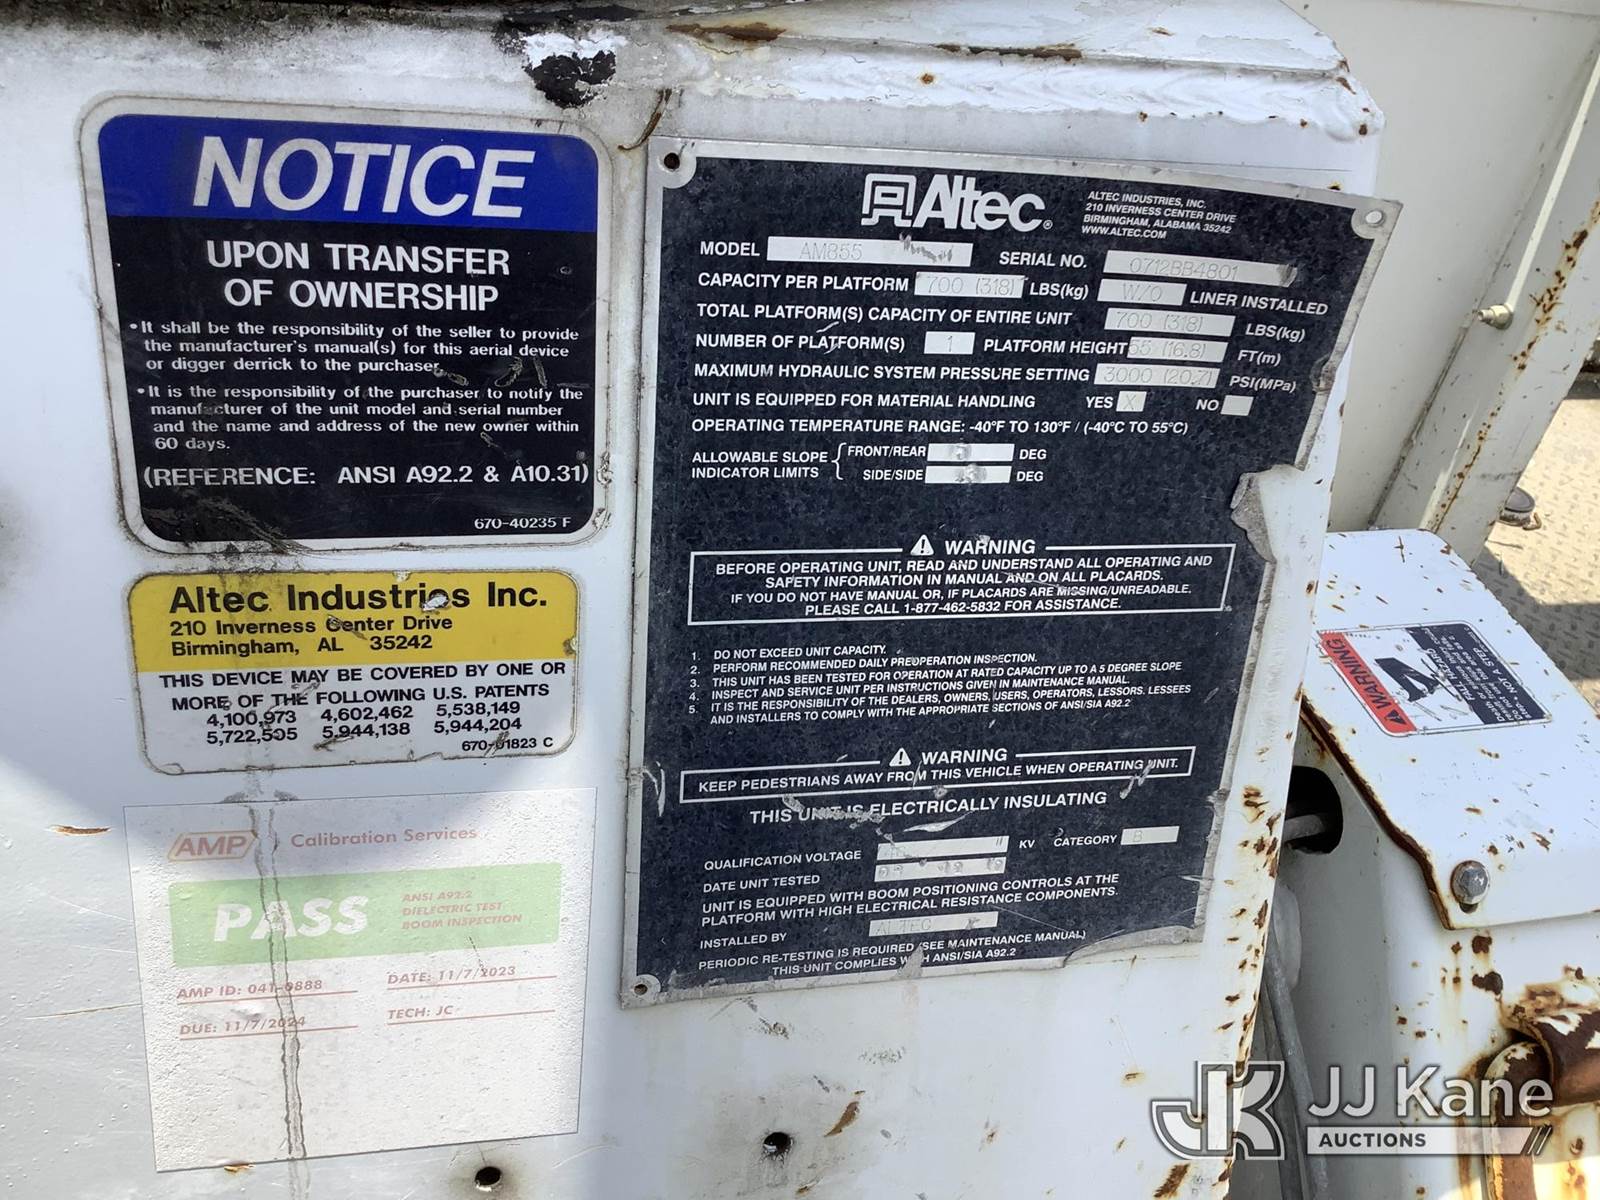 NOTICE
UPON TRANSFER
OF OWNERSHIP
• It shall be the responsibility of the seller to provide
the manufacturer's manual(s) for this aerial device
or digger derrick to the purchaser.
• It is the responsibility of the purchaser to notify the
manufacturer of the unit model and serial number
and the name and address of the new owner within
60 days.
(REFERENCE: ANSI A92.2 & A10.31)
670-40235 F
Altec Industries Inc.
210 Inverness Center Drive
Birmingham, AL 35242
THIS DEVICE MAY BE COVERED BY ONE OR
MORE OF THE FOLLOWING U.S. PATENTS
4,100,973 4,602,462 5,538,149
5,722,505 5,944,138 5,944,204
670-01823 C
AMP Calibration Services
PASS
ANSI A92.2
DIELECTRIC TEST
BOOM INSPECTION
AMP ID: 041-0888 DATE: 11/7/2023
DUE: 11/7/2024 TECH: JC
Altec®
ALTEC INDUSTRIES, INC.
210 INVERNESS CENTER DRIVE
BIRMINGHAM, ALABAMA 35242
WWW.ALTEC.COM
MODEL AM855 SERIAL NO. 0712BB4801
CAPACITY PER PLATFORM 700 (318) LBS(kg) W/O LINER INSTALLED
TOTAL PLATFORM(S) CAPACITY OF ENTIRE UNIT 700 (318) LBS(kg)
NUMBER OF PLATFORM(S) 1 PLATFORM HEIGHT 55 (16.8) FT(m)
MAXIMUM HYDRAULIC SYSTEM PRESSURE SETTING 3000 (20.7) PSI(MPa)
UNIT IS EQUIPPED FOR MATERIAL HANDLING YES X NO
OPERATING TEMPERATURE RANGE: -40°F TO 130°F / (-40°C TO 55°C)
ALLOWABLE SLOPE INDICATOR LIMITS
FRONT/REAR DEG
SIDE/SIDE DEG
WARNING
BEFORE OPERATING UNIT, READ AND UNDERSTAND ALL OPERATING AND
SAFETY INFORMATION IN MANUAL AND ON ALL PLACARDS.
IF YOU DO NOT HAVE MANUAL OR, IF PLACARDS ARE MISSING/UNREADABLE,
PLEASE CALL 1-877-462-5832 FOR ASSISTANCE.
1. DO NOT EXCEED UNIT CAPACITY.
2. PERFORM RECOMMENDED DAILY PREOPERATION INSPECTION.
3. THIS UNIT HAS BEEN TESTED FOR OPERATION AT RATED CAPACITY UP TO A 5 DEGREE SLOPE
4. INSPECT AND SERVICE UNIT PER INSTRUCTIONS GIVEN IN MAINTENANCE MANUAL.
5. IT IS THE RESPONSIBILITY OF THE DEALERS, OWNERS, USERS, OPERATORS, LESSORS, LESSEES
AND INSTALLERS TO COMPLY WITH THE APPROPRIATE SECTIONS OF ANSI/SIA A92.2
WARNING
KEEP PEDESTRIANS AWAY FROM THIS VEHICLE WHEN OPERATING UNIT.
THIS UNIT IS ELECTRICALLY INSULATING
QUALIFICATION VOLTAGE KV CATEGORY B
DATE UNIT TESTED
UNIT IS EQUIPPED WITH BOOM POSITIONING CONTROLS AT THE
PLATFORM WITH HIGH ELECTRICAL RESISTANCE COMPONENTS.
INSTALLED BY ALTEC
PERIODIC RE-TESTING IS REQUIRED (SEE MAINTENANCE MANUAL)
THIS UNIT COMPLIES WITH ANSI/SIA A92.2
WARNING
FALL HAZARD
NOT A STEP
JJ Kane
AUCTIONS